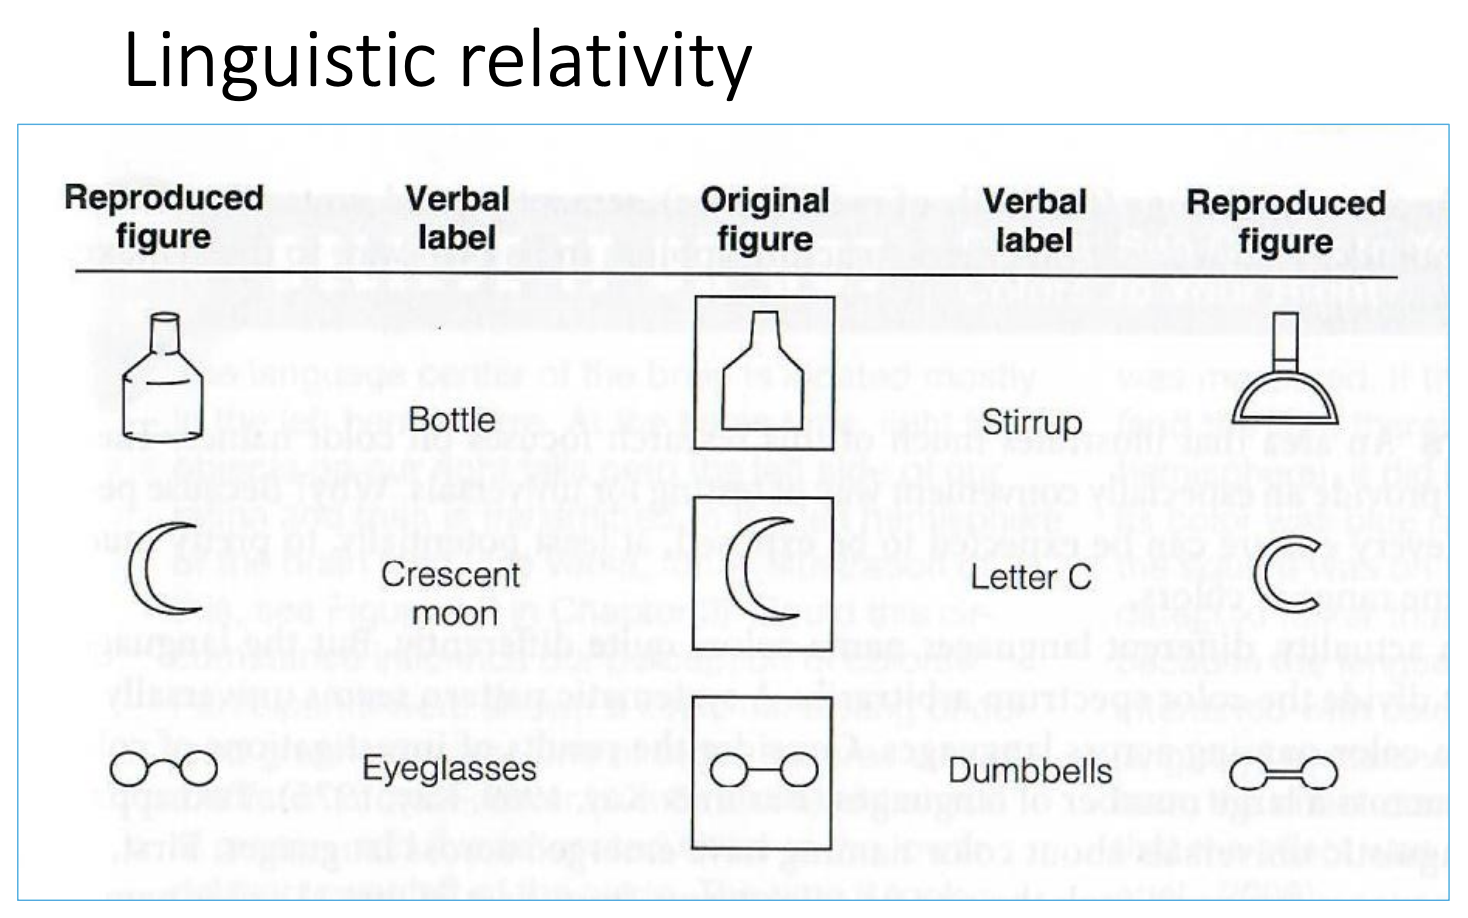 Linguistic relativity
Reproduced figure
Verbal label
Original figure
Verbal label
Reproduced figure
Bottle
Stirrup
Crescent moon
Letter C
Eyeglasses
Dumbbells